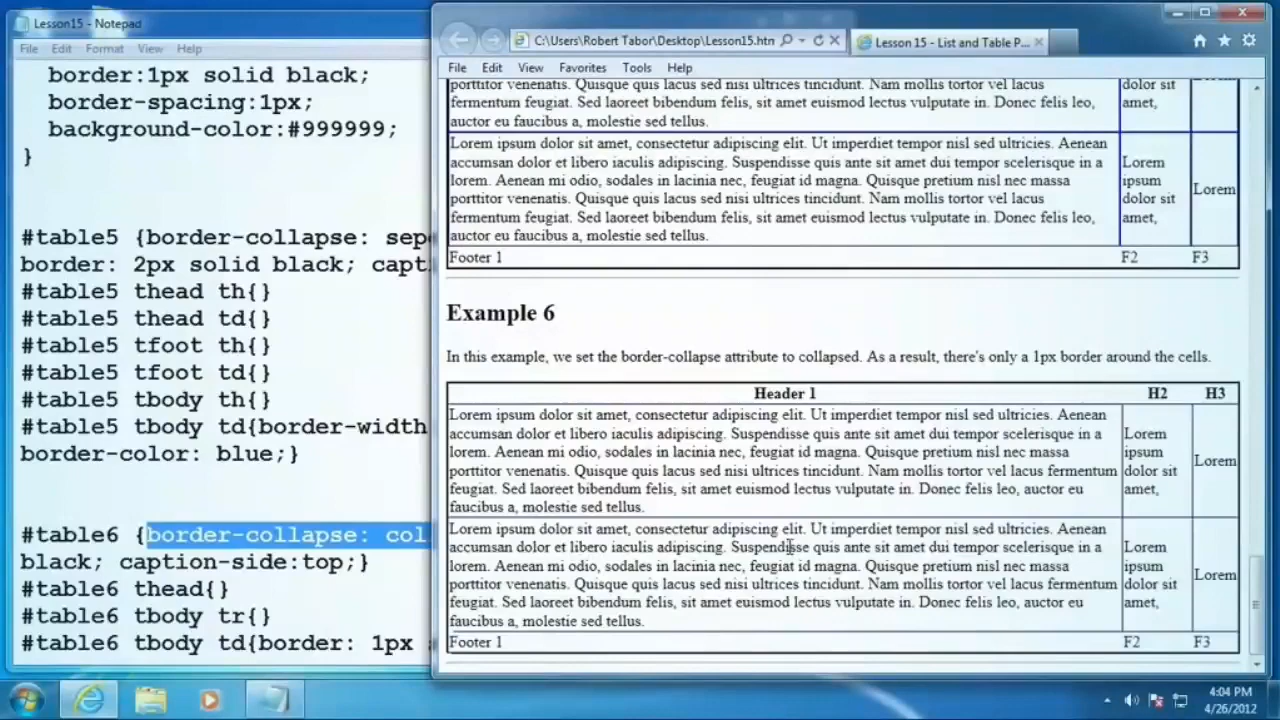 Lesson15 - Notepad
File Edit Format View Help
border:1px solid black;
border-spacing:1px;
background-color:#999999;
}
#table5 {border-collapse: sep
border: 2px solid black; capt
#table5 thead th{}
#table5 thead td{}
#table5 tfoot th{}
#table5 tfoot td{}
#table5 tbody th{}
#table5 tbody td{border-width
border-color: blue;}
#table6 {border-collapse: col
black; caption-side:top;}
#table6 thead{}
#table6 tbody tr{}
#table6 tbody td{border: 1px
C:\Users\Robert Tabor\Desktop\Lesson15.htn
Lesson 15 - List and Table P...
File Edit View Favorites Tools Help
porttitor venenatis. Quisque quis lacus sed nisi ultrices tincidunt. Nam mollis tortor vel lacus
fermentum feugiat. Sed laoreet bibendum felis, sit amet euismod lectus vulputate in. Donec felis leo,
auctor eu faucibus a, molestie sed tellus.
dolor sit
amet,
Lorem ipsum dolor sit amet, consectetur adipiscing elit. Ut imperdiet tempor nisl sed ultricies. Aenean
accumsan dolor et libero iaculis adipiscing. Suspendisse quis ante sit amet dui tempor scelerisque in a
lorem. Aenean mi odio, sodales in lacinia nec, feugiat id magna. Quisque pretium nisl nec massa
porttitor venenatis. Quisque quis lacus sed nisi ultrices tincidunt. Nam mollis tortor vel lacus
fermentum feugiat. Sed laoreet bibendum felis, sit amet euismod lectus vulputate in. Donec felis leo,
auctor eu faucibus a, molestie sed tellus.
Lorem
ipsum
dolor sit
amet,
Lorem
Footer 1 F2 F3
Example 6
In this example, we set the border-collapse attribute to collapsed. As a result, there's only a 1px border around the cells.
Header 1 H2 H3
Lorem ipsum dolor sit amet, consectetur adipiscing elit. Ut imperdiet tempor nisl sed ultricies. Aenean
accumsan dolor et libero iaculis adipiscing. Suspendisse quis ante sit amet dui tempor scelerisque in a
lorem. Aenean mi odio, sodales in lacinia nec, feugiat id magna. Quisque pretium nisl nec massa
porttitor venenatis. Quisque quis lacus sed nisi ultrices tincidunt. Nam mollis tortor vel lacus fermentum
feugiat. Sed laoreet bibendum felis, sit amet euismod lectus vulputate in. Donec felis leo, auctor eu
faucibus a, molestie sed tellus.
Lorem
ipsum
dolor sit
amet,
Lorem
Lorem ipsum dolor sit amet, consectetur adipiscing elit. Ut imperdiet tempor nisl sed ultricies. Aenean
accumsan dolor et libero iaculis adipiscing. Suspendisse quis ante sit amet dui tempor scelerisque in a
lorem. Aenean mi odio, sodales in lacinia nec, feugiat id magna. Quisque pretium nisl nec massa
porttitor venenatis. Quisque quis lacus sed nisi ultrices tincidunt. Nam mollis tortor vel lacus fermentum
feugiat. Sed laoreet bibendum felis, sit amet euismod lectus vulputate in. Donec felis leo, auctor eu
faucibus a, molestie sed tellus.
Lorem
ipsum
dolor sit
amet,
Lorem
Footer 1 F2 F3
4:04 PM
4/26/2012